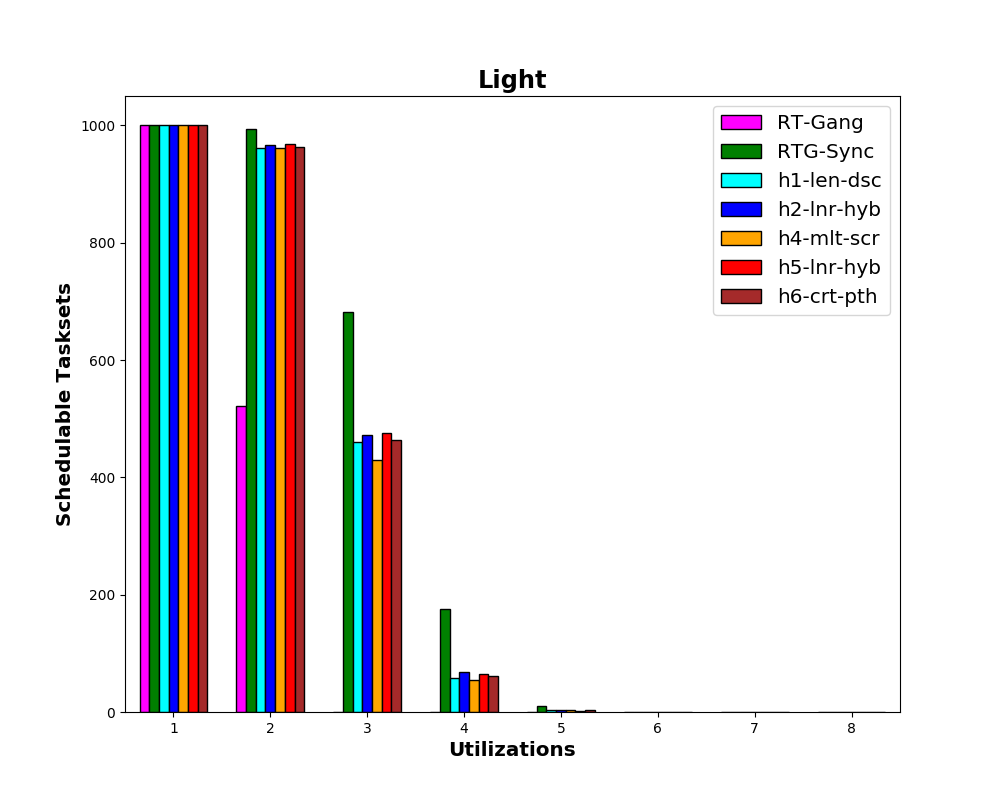 Light
Schedulable Tasksets
1000
800
600
400
200
0
RT-Gang
RTG-Sync
h1-len-dsc
h2-lnr-hyb
h4-mlt-scr
h5-lnr-hyb
h6-crt-pth
1 2 3 4 5 6 7 8
Utilizations